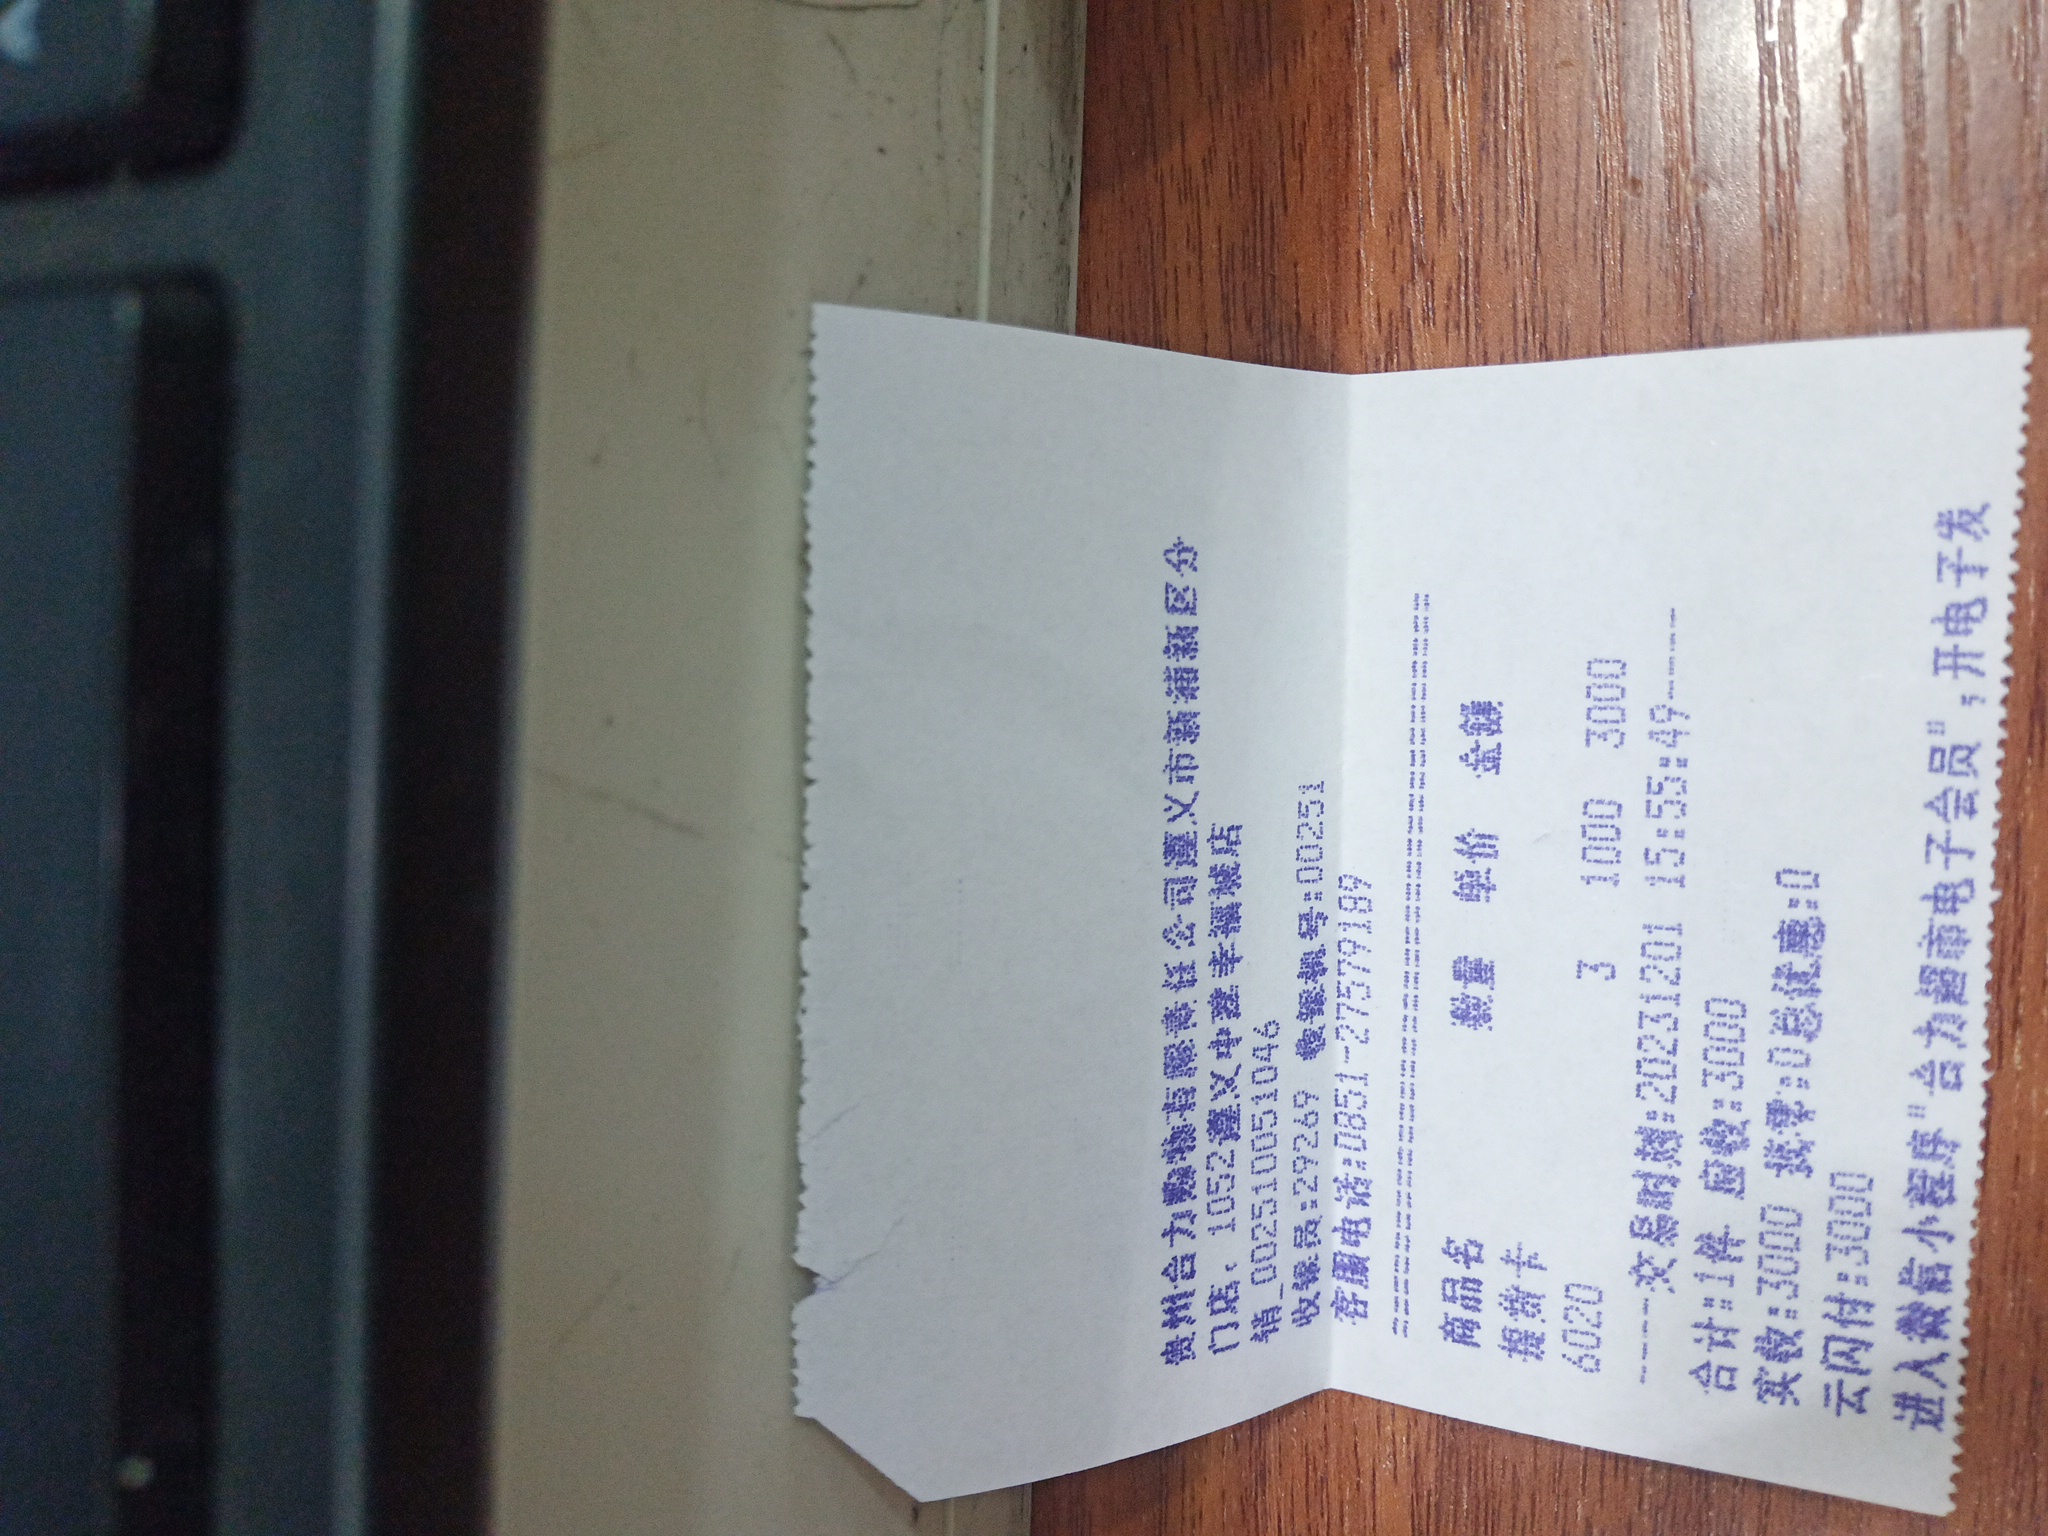 贵州合力购物有限责任公司遵义市新蒲新区分
门店: 1052遵义中建幸福城店
销_002510051046
收银员:29269 收银机号:00251
客服电话:0851-27579189
================================
商品名 数量 单价 金额
提货卡
6020 3 1000 3000
-----交易时刻:20231201 15:55:49-----
合计:1件 应收:3000
实收:3000 找零:0总优惠:0
云闪付:3000
进入微信小程序"合力超市电子会员",开电子发